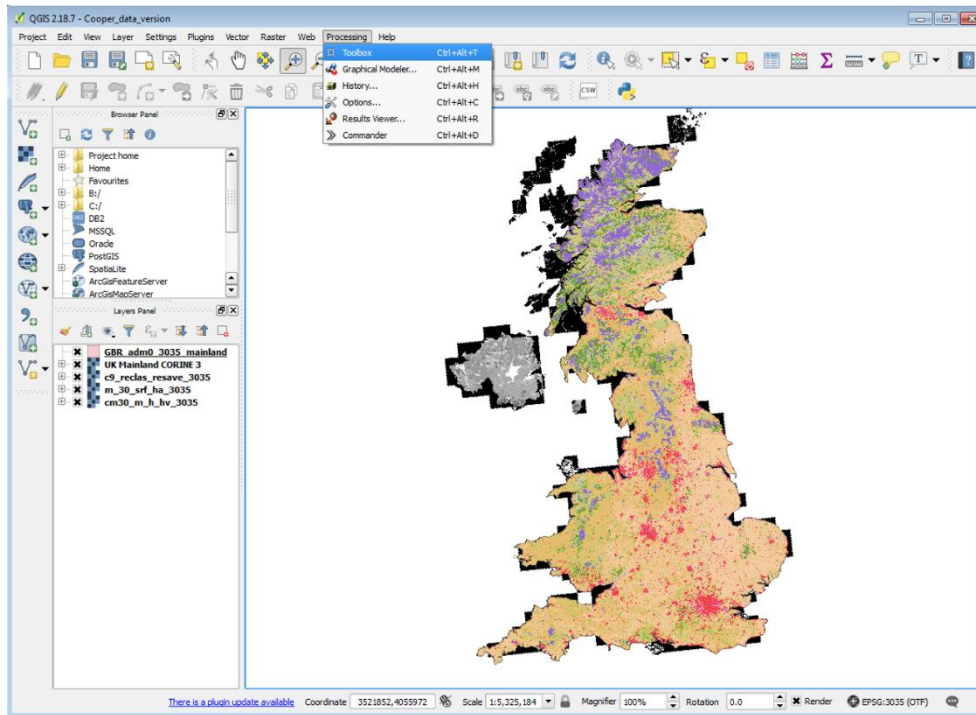 QGIS 2.18.7 - Cooper_data_version
Project Edit View Layer Settings Plugins Vector Raster Web Processing Help
Toolbox Ctrl+Alt+T
Graphical Modeler... Ctrl+Alt+M
History... Ctrl+Alt+H
Options... Ctrl+Alt+C
Results Viewer... Ctrl+Alt+R
Commander Ctrl+Alt+D
CSW
Browser Panel
Project home
Home
Favourites
B:/
C:/
DB2
MSSQL
Oracle
PostGIS
SpatiaLite
ArcGisFeatureServer
ArcGisMapServer
Layers Panel
GBR_adm0_3035_mainland
UK Mainland CORINE 3
c9_reclas_resave_3035
m_30_srf_ha_3035
cm30_m_h_hv_3035
There is a plugin update available Coordinate 3521852,4055972 Scale 1:5,325,184 Magnifier 100% Rotation 0.0 Render EPSG:3035 (OTF)